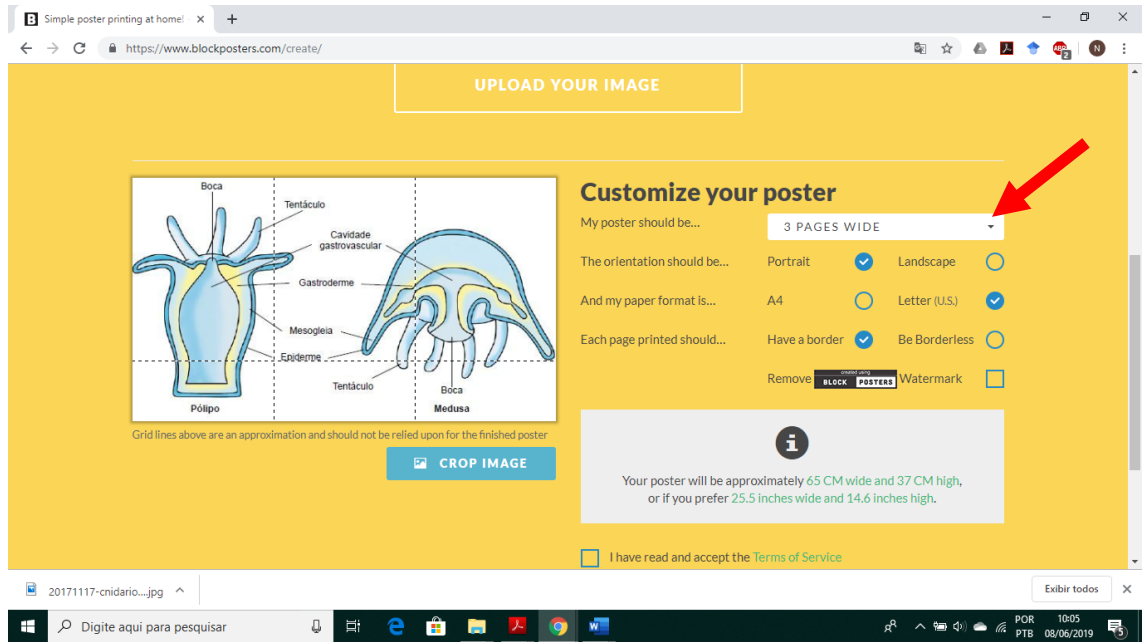 Simple poster printing at home!
https://www.blockposters.com/create/
ABP
2
N
UPLOAD YOUR IMAGE
Boca
Tentáculo
Cavidade
gastrovascular
Gastroderme
Mesogleia
Epiderme
Tentáculo
Boca
Pólipo
Medusa
Grid lines above are an approximation and should not be relied upon for the finished poster
CROP IMAGE
Customize your poster
My poster should be... 3 PAGES WIDE
The orientation should be... Portrait Landscape
And my paper format is... A4 Letter (U.S.)
Each page printed should... Have a border Be Borderless
Remove created using BLOCK POSTERS Watermark
Your poster will be approximately 65 CM wide and 37 CM high,
or if you prefer 25.5 inches wide and 14.6 inches high.
I have read and accept the Terms of Service
20171117-cnidario....jpg
Exibir todos
Digite aqui para pesquisar
POR 10:05
PTB 08/06/2019
5